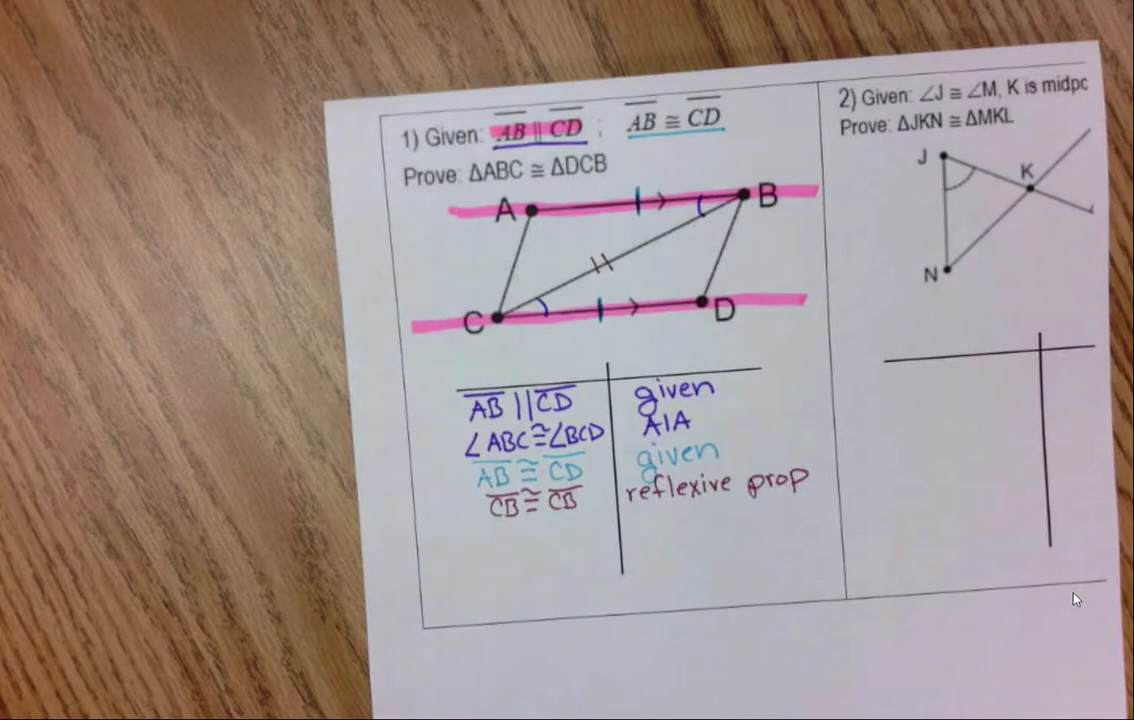 1) Given: AB || CD ; AB ≅ CD
Prove: ΔABC ≅ ΔDCB
A
B
C
D
AB || CD given
∠ABC ≅ ∠BCD AIA
AB ≅ CD given
CB ≅ CB reflexive prop
2) Given: ∠J ≅ ∠M, K is midpo
Prove: ΔJKN ≅ ΔMKL
J
K
N